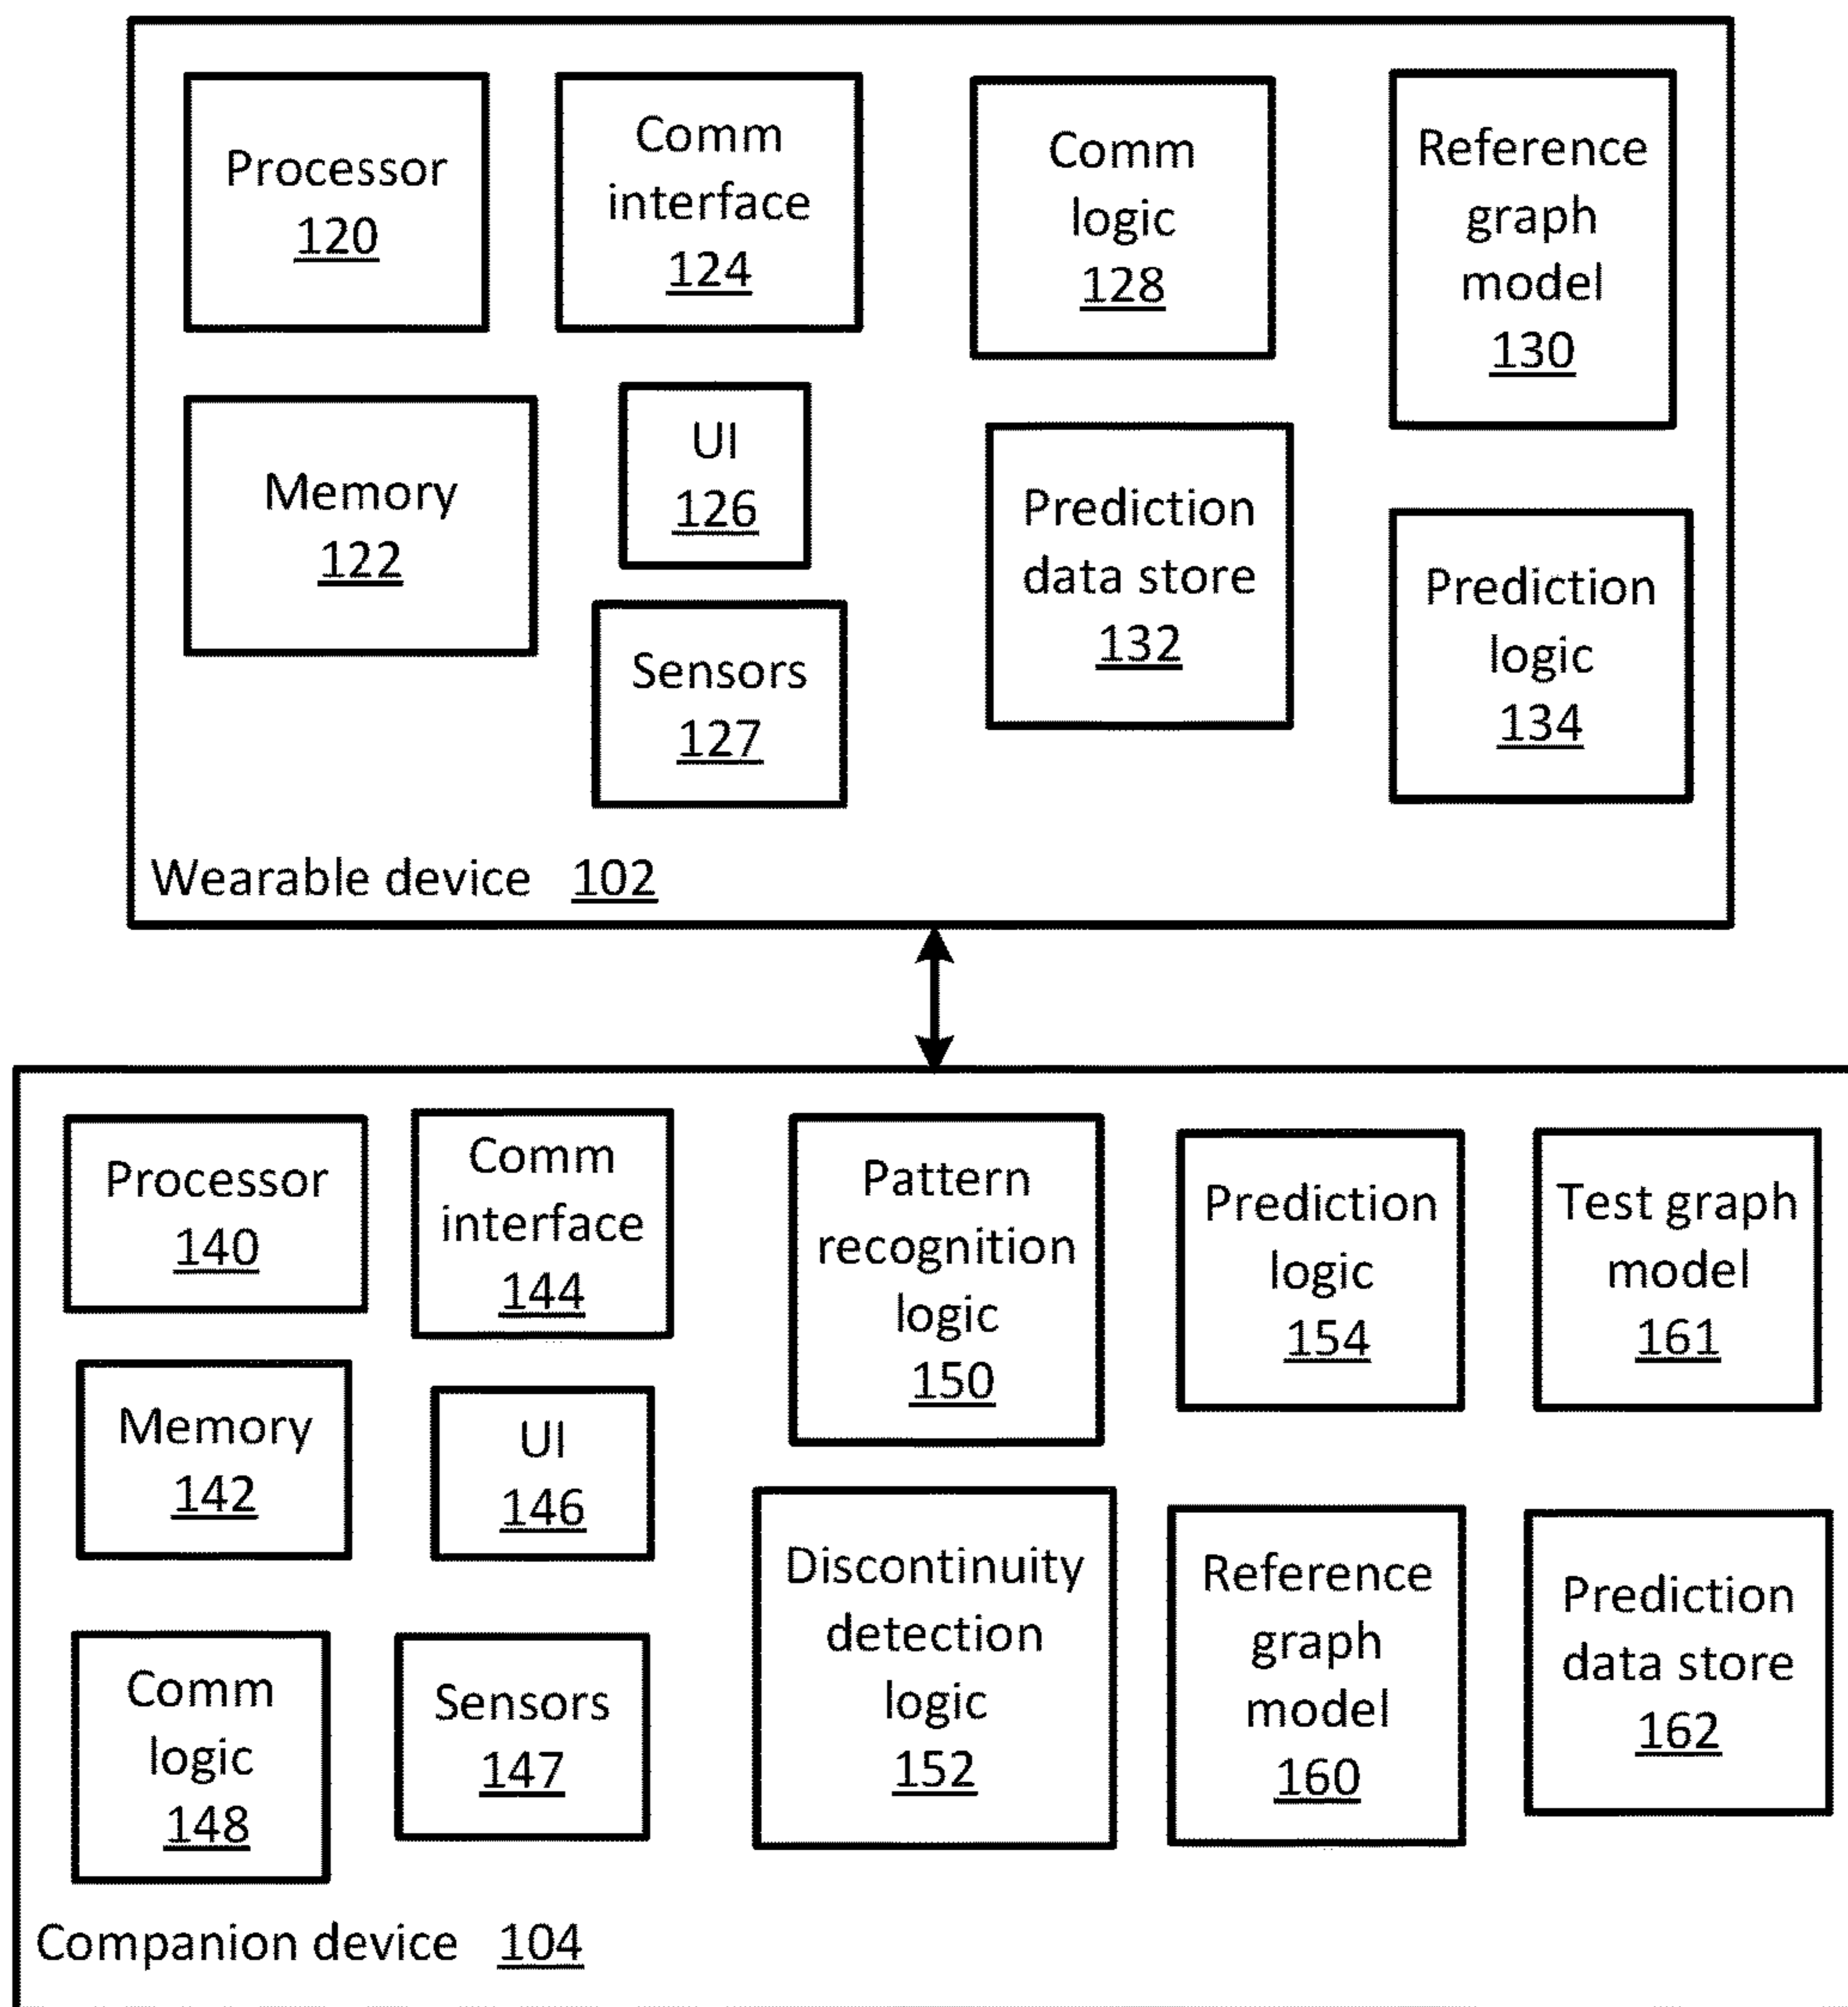 Processor
120
Comm
interface
124
Comm
logic
128
Reference
graph
model
130
Memory
122
UI
126
Sensors
127
Prediction
data store
132
Prediction
logic
134
Wearable device 102
Processor
140
Comm
interface
144
Pattern
recognition
logic
150
Prediction
logic
154
Test graph
model
161
Memory
142
UI
146
Discontinuity
detection
logic
152
Reference
graph
model
160
Prediction
data store
162
Comm
logic
148
Sensors
147
Companion device 104